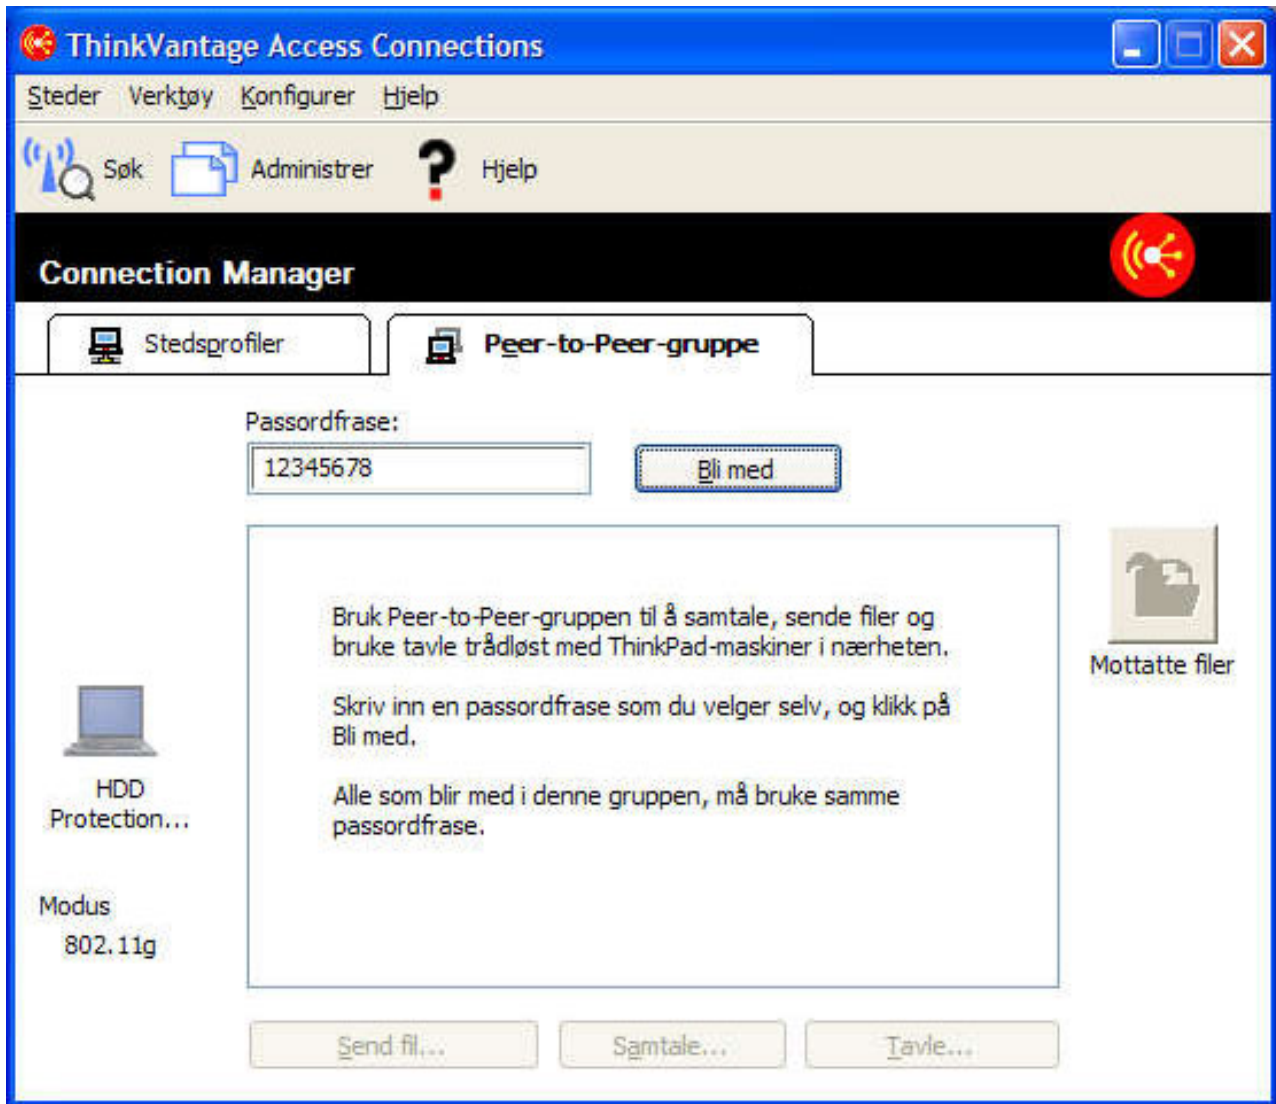 ThinkVantage Access Connections
Steder Verktøy Konfigurer Hjelp
Søk Administrer ? Hjelp
Connection Manager
Stedsprofiler Peer-to-Peer-gruppe
Passordfrase:
12345678 Bli med
Bruk Peer-to-Peer-gruppen til å samtale, sende filer og
bruke tavle trådløst med ThinkPad-maskiner i nærheten.
Mottatte filer
Skriv inn en passordfrase som du velger selv, og klikk på
Bli med.
HDD
Protection...
Alle som blir med i denne gruppen, må bruke samme
passordfrase.
Modus
802.11g
Send fil... Samtale... Tavle...